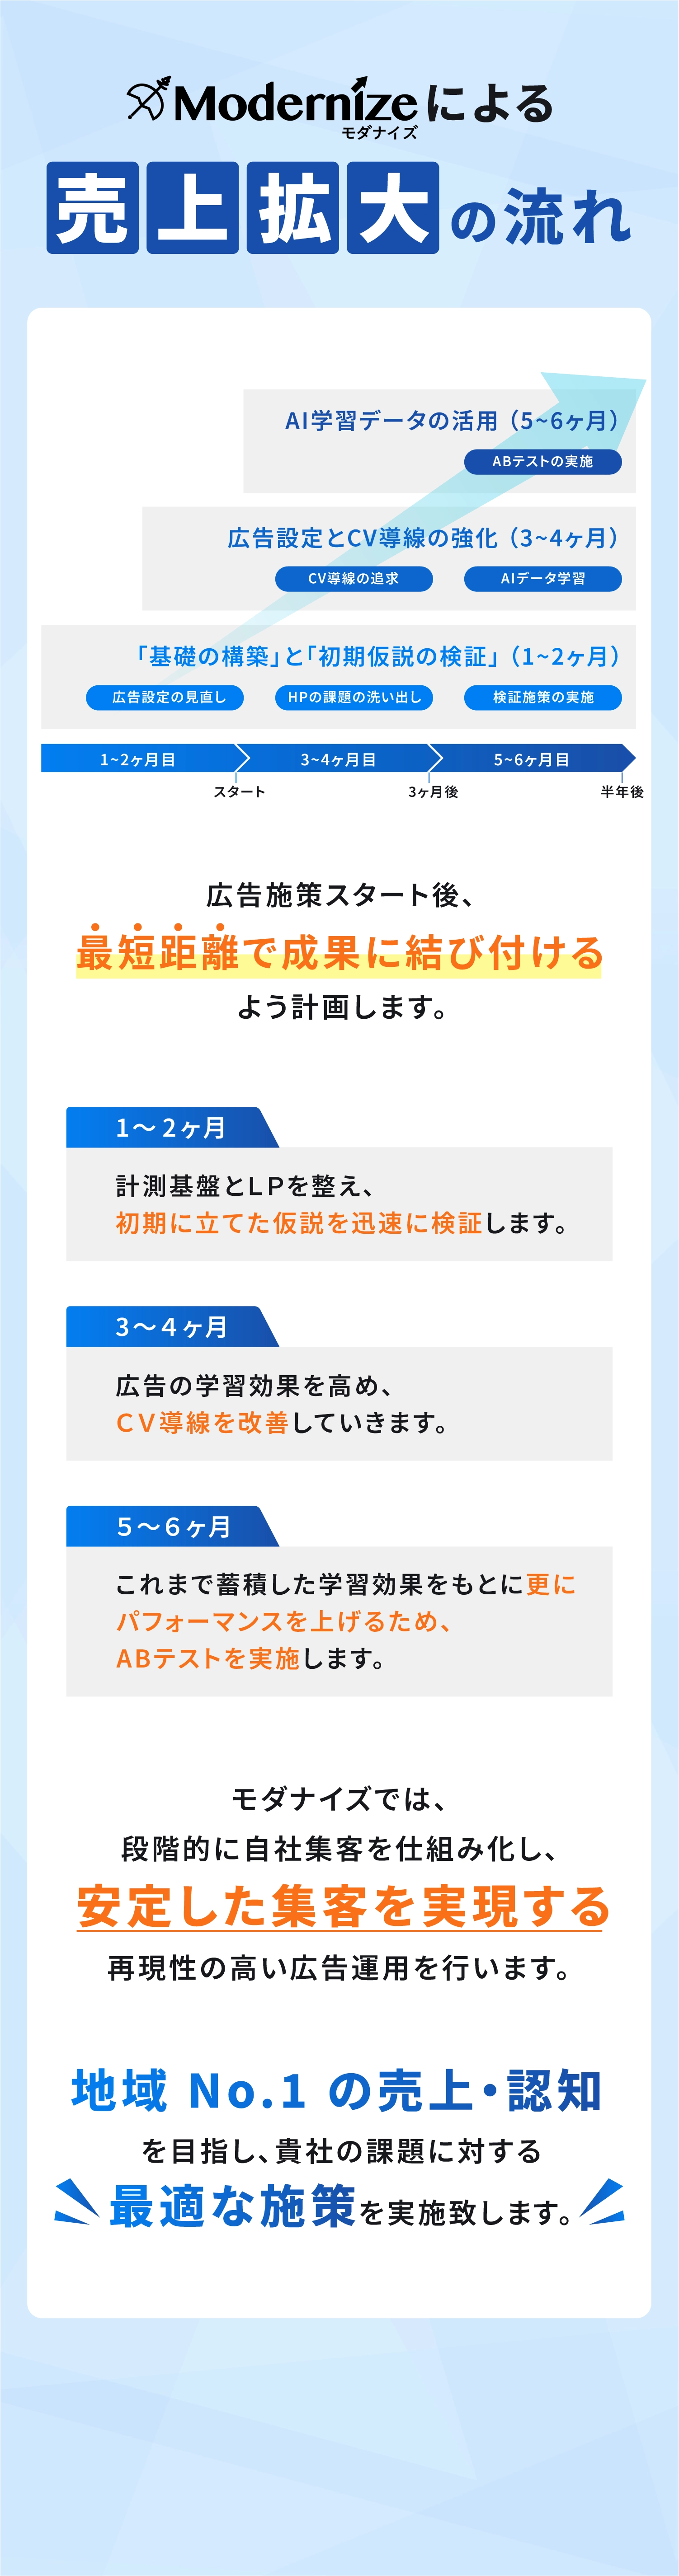 Modernizeによる
モダナイズ
売上拡大の流れ
AI学習データの活用（5~6ヶ月）
ABテストの実施
広告設定とCV導線の強化（3~4ヶ月）
CV導線の追求
AIデータ学習
「基礎の構築」と「初期仮説の検証」（1~2ヶ月）
広告設定の見直し
HPの課題の洗い出し
検証施策の実施
1~2ヶ月目
3~4ヶ月目
5~6ヶ月目
スタート
3ヶ月後
半年後
広告施策スタート後、
最短距離で成果に結び付ける
よう計画します。
1〜２ヶ月
計測基盤とＬＰを整え、
初期に立てた仮説を迅速に検証します。
3〜４ヶ月
広告の学習効果を高め、
ＣＶ導線を改善していきます。
５〜６ヶ月
これまで蓄積した学習効果をもとに更に
パフォーマンスを上げるため、
ABテストを実施します。
モダナイズでは、
段階的に自社集客を仕組み化し、
安定した集客を実現する
再現性の高い広告運用を行います。
地域 No.1 の売上・認知
を目指し、貴社の課題に対する
最適な施策を実施致します。